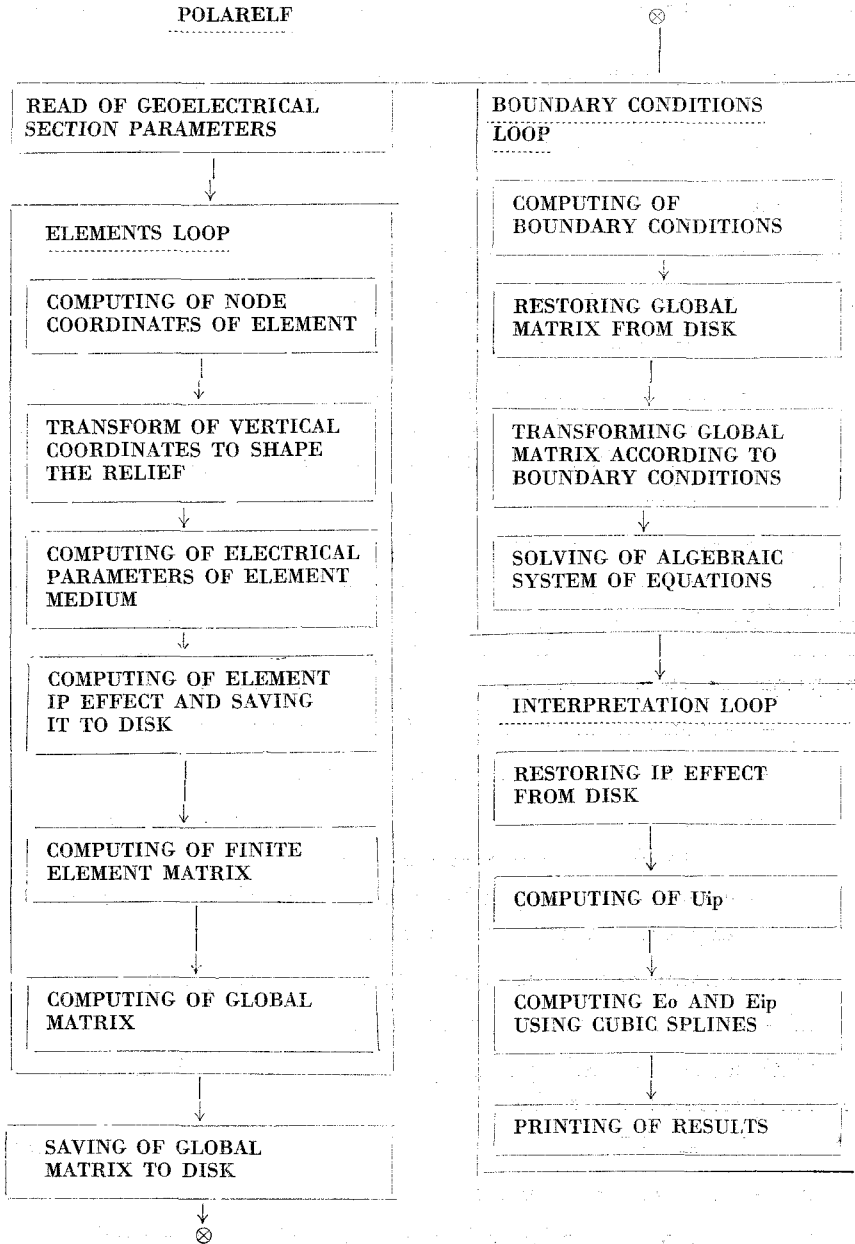 POLARELF
READ OF GEOELECTRICAL
SECTION PARAMETERS
ELEMENTS LOOP
COMPUTING OF NODE
COORDINATES OF ELEMENT
TRANSFORM OF VERTICAL
COORDINATES TO SHAPE
THE RELIEF
COMPUTING OF ELECTRICAL
PARAMETERS OF ELEMENT
MEDIUM
COMPUTING OF ELEMENT
IP EFFECT AND SAVING
IT TO DISK
COMPUTING OF FINITE
ELEMENT MATRIX
COMPUTING OF GLOBAL
MATRIX
SAVING OF GLOBAL
MATRIX TO DISK
BOUNDARY CONDITIONS
LOOP
COMPUTING OF
BOUNDARY CONDITIONS
RESTORING GLOBAL
MATRIX FROM DISK
TRANSFORMING GLOBAL
MATRIX ACCORDING TO
BOUNDARY CONDITIONS
SOLVING OF ALGEBRAIC
SYSTEM OF EQUATIONS
INTERPRETATION LOOP
RESTORING IP EFFECT
FROM DISK
COMPUTING OF Uip
COMPUTING Eo AND Eip
USING CUBIC SPLINES
PRINTING OF RESULTS